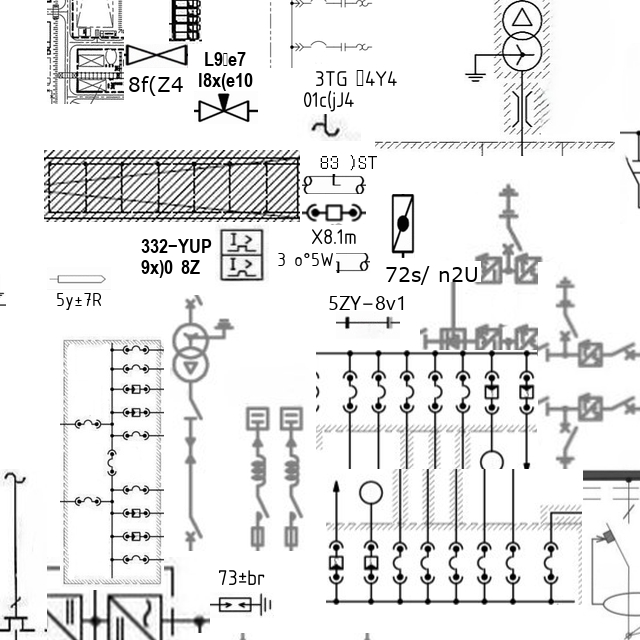 L9▯e7
8f(Z4
l8x(e10
3TG ▯4Y4
01c(jJ4
83 )ST
X8.1m
332-YUP
9x)0 8Z
3 o°5W
72s/ n2U
5y±7R
5ZY-8v1
73±br